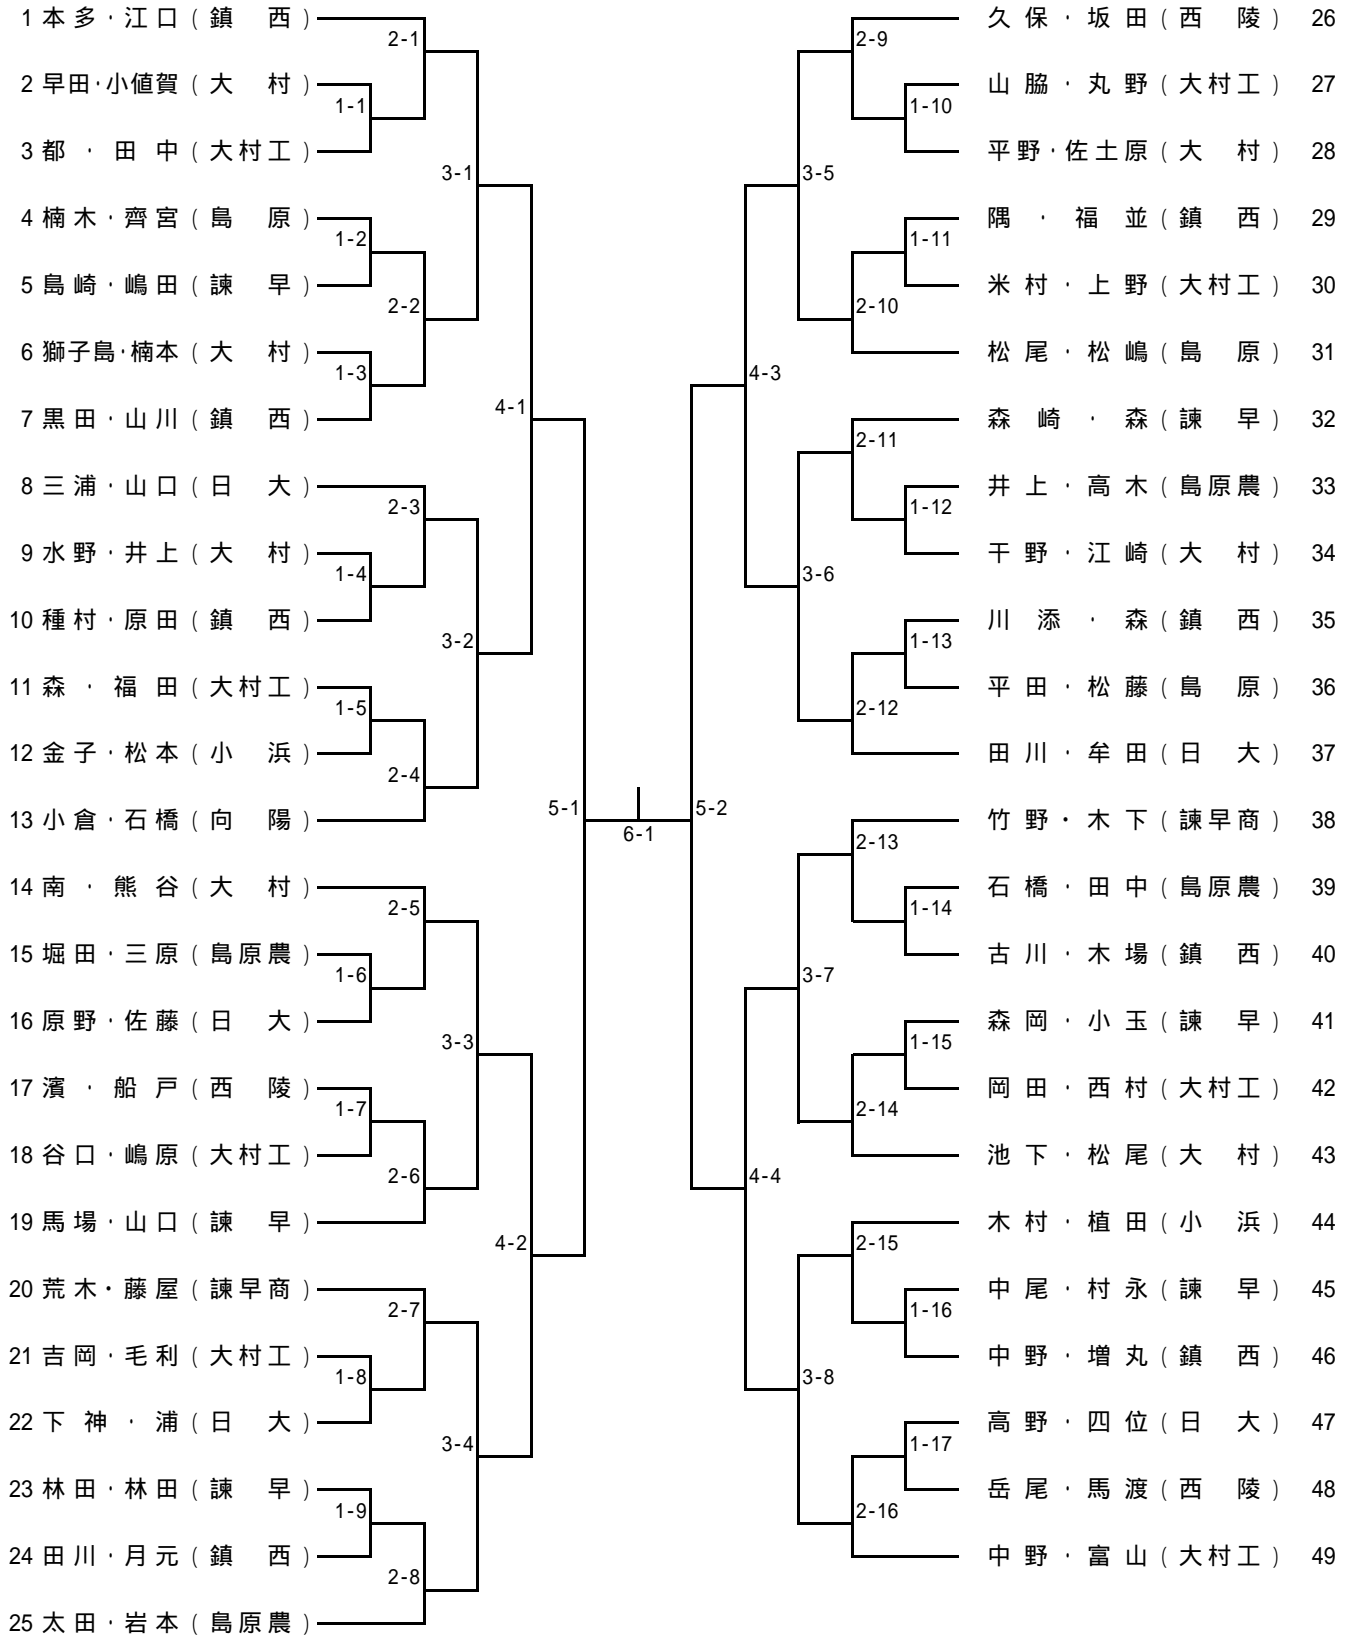 1 本多・江口（鎮　西）
2-1
2 早田・小値賀（大　村）
1-1
3 都・田中（大村工）
3-1
4 楠木・齊宮（島　原）
1-2
5 島崎・嶋田（諫　早）
2-2
6 獅子島・楠本（大　村）
1-3
7 黒田・山川（鎮　西）
4-1
8 三浦・山口（日　大）
2-3
9 水野・井上（大　村）
1-4
10 種村・原田（鎮　西）
3-2
11 森・福田（大村工）
1-5
12 金子・松本（小　浜）
2-4
13 小倉・石橋（向　陽）
5-1
14 南・熊谷（大　村）
2-5
15 堀田・三原（島原農）
1-6
16 原野・佐藤（日　大）
3-3
17 濱・船戸（西　陵）
1-7
18 谷口・嶋原（大村工）
2-6
19 馬場・山口（諫　早）
4-2
20 荒木・藤屋（諫早商）
2-7
21 吉岡・毛利（大村工）
1-8
22 下神・浦（日　大）
3-4
23 林田・林田（諫　早）
1-9
24 田川・月元（鎮　西）
2-8
25 太田・岩本（島原農）
6-1
久保・坂田（西　陵） 26
2-9
山脇・丸野（大村工） 27
1-10
平野・佐土原（大　村） 28
3-5
隅・福並（鎮　西） 29
1-11
米村・上野（大村工） 30
2-10
松尾・松嶋（島　原） 31
4-3
森崎・森（諫　早） 32
2-11
井上・高木（島原農） 33
1-12
干野・江崎（大　村） 34
3-6
川添・森（鎮　西） 35
1-13
平田・松藤（島　原） 36
2-12
田川・牟田（日　大） 37
5-2
竹野・木下（諫早商） 38
2-13
石橋・田中（島原農） 39
1-14
古川・木場（鎮　西） 40
3-7
森岡・小玉（諫　早） 41
1-15
岡田・西村（大村工） 42
2-14
池下・松尾（大　村） 43
4-4
木村・植田（小　浜） 44
2-15
中尾・村永（諫　早） 45
1-16
中野・増丸（鎮　西） 46
3-8
高野・四位（日　大） 47
1-17
岳尾・馬渡（西　陵） 48
2-16
中野・富山（大村工） 49